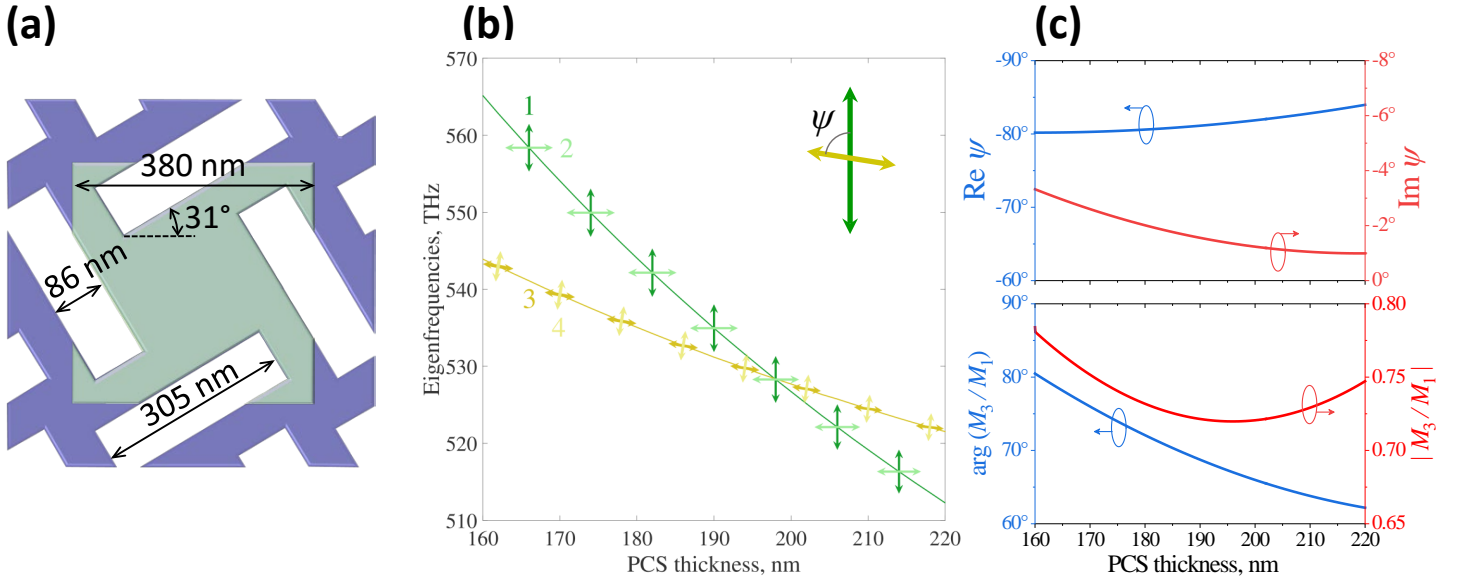 (a)
380 nm
31°
86 nm
305 nm
(b)
570
560
550
540
530
520
510
Eigenfrequencies, THz
1
2
3
4
ψ
160 170 180 190 200 210 220
PCS thickness, nm
(c)
-90°
-80°
-70°
-60°
Re ψ
-8°
-6°
-4°
-2°
0°
Im ψ
90°
80°
70°
60°
arg (M₃/M₁)
0.80
0.75
0.70
0.65
|M₃/M₁|
160 170 180 190 200 210 220
PCS thickness, nm